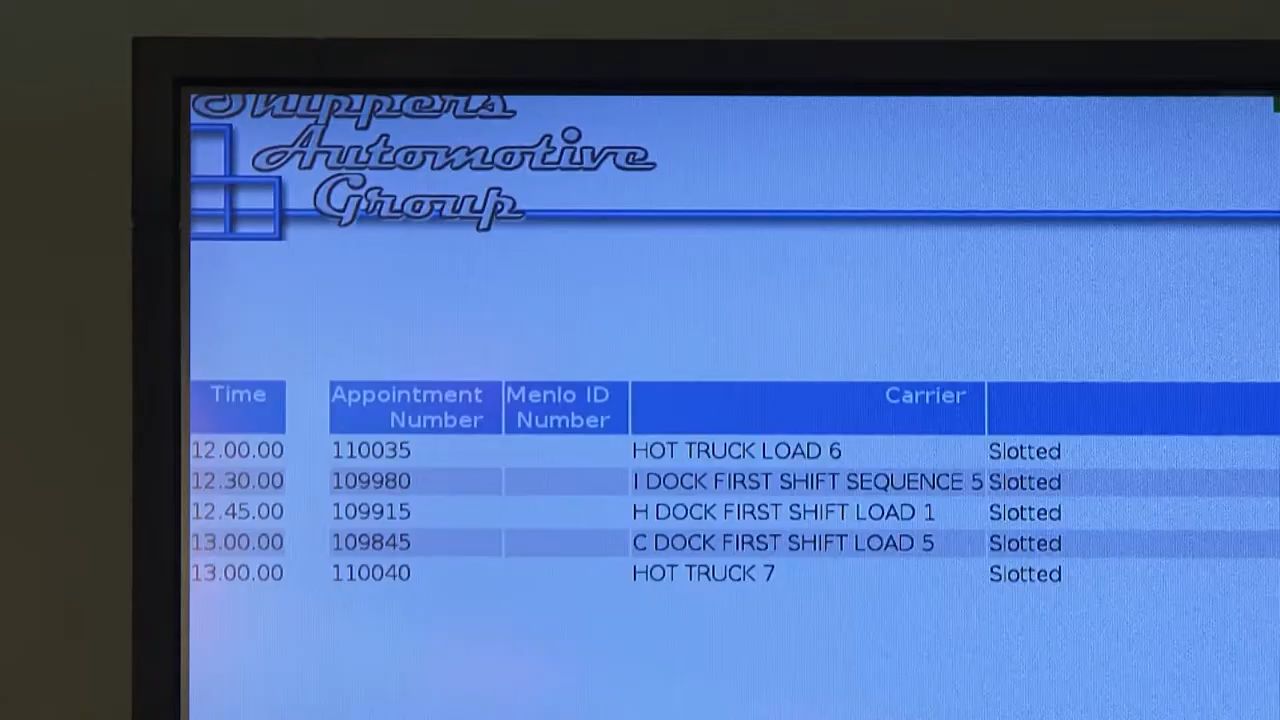 Shippers
Automotive
Group
Time Appointment Number Menlo ID Number Carrier
12.00.00 110035 HOT TRUCK LOAD 6 Slotted
12.30.00 109980 I DOCK FIRST SHIFT SEQUENCE 5 Slotted
12.45.00 109915 H DOCK FIRST SHIFT LOAD 1 Slotted
13.00.00 109845 C DOCK FIRST SHIFT LOAD 5 Slotted
13.00.00 110040 HOT TRUCK 7 Slotted